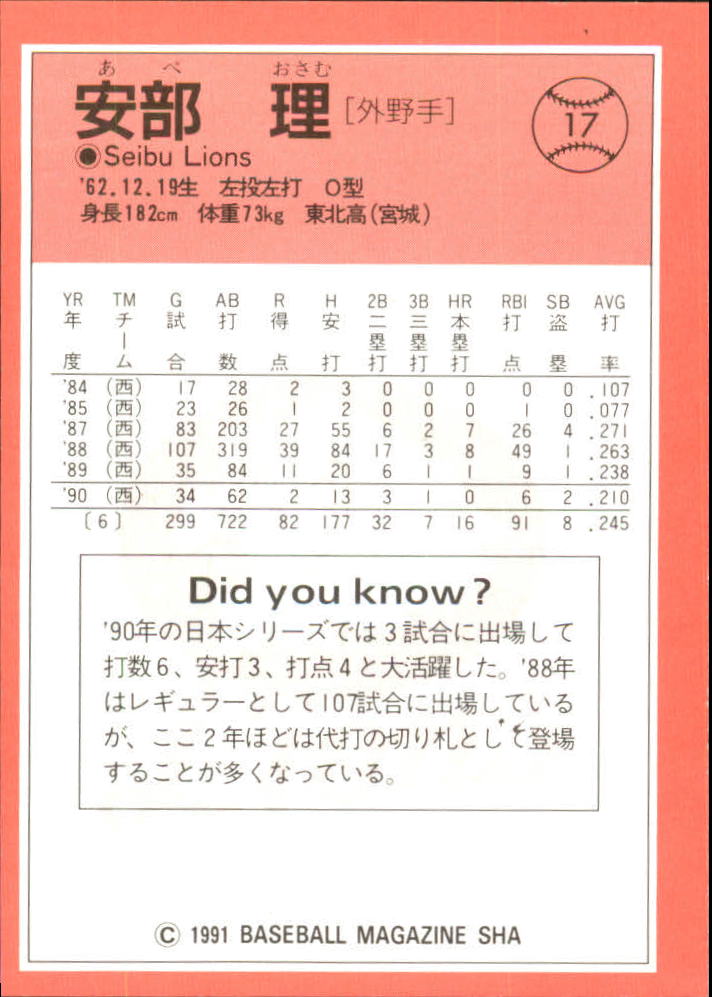 あべ おさむ
安部 理 [外野手]
17
●Seibu Lions
'62.12.19生 左投左打 O型
身長182cm 体重73kg 東北高(宮城)
YR TM G AB R H 2B 3B HR RBI SB AVG
年度 チーム 試合 打数 得点 安打 二塁打 三塁打 本塁打 打点 盗塁 打率
'84 (西) 17 28 2 3 0 0 0 0 0 .107
'85 (西) 23 26 1 2 0 0 0 1 0 .077
'87 (西) 83 203 27 55 6 2 7 26 4 .271
'88 (西) 107 319 39 84 17 3 8 49 1 .263
'89 (西) 35 84 11 20 6 1 1 9 1 .238
'90 (西) 34 62 2 13 3 1 0 6 2 .210
〔6〕 299 722 82 177 32 7 16 91 8 .245
Did you know?
'90年の日本シリーズでは3試合に出場して
打数6、安打3、打点4と大活躍した。'88年
はレギュラーとして107試合に出場している
が、ここ2年ほどは代打の切り札として登場
することが多くなっている。
© 1991 BASEBALL MAGAZINE SHA